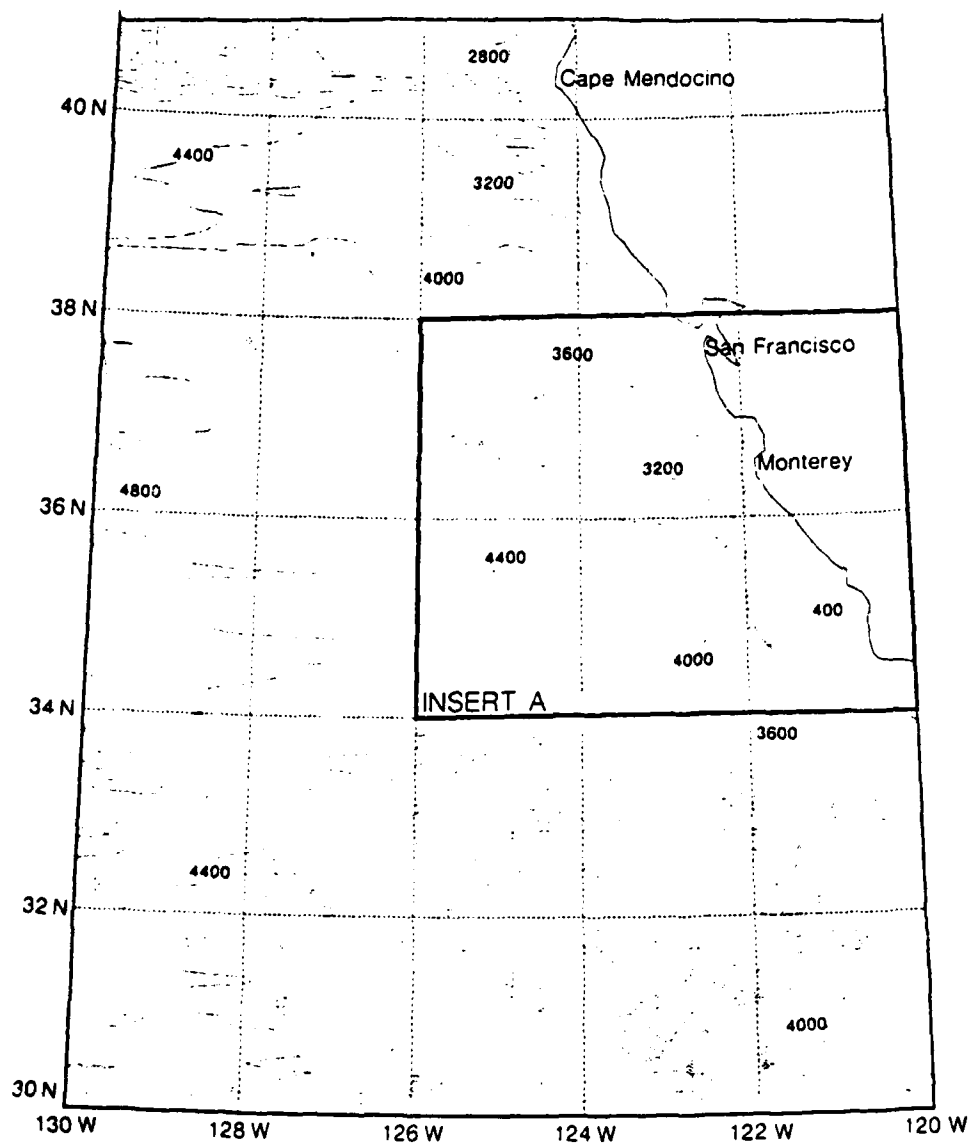 2800
Cape Mendocino
40 N
4400
3200
4000
38 N
San Francisco
3600
Monterey
3200
4800
36 N
4400
400
4000
INSERT A
34 N
3600
4400
32 N
4000
30 N
130 W
128 W
126 W
124 W
122 W
120 W